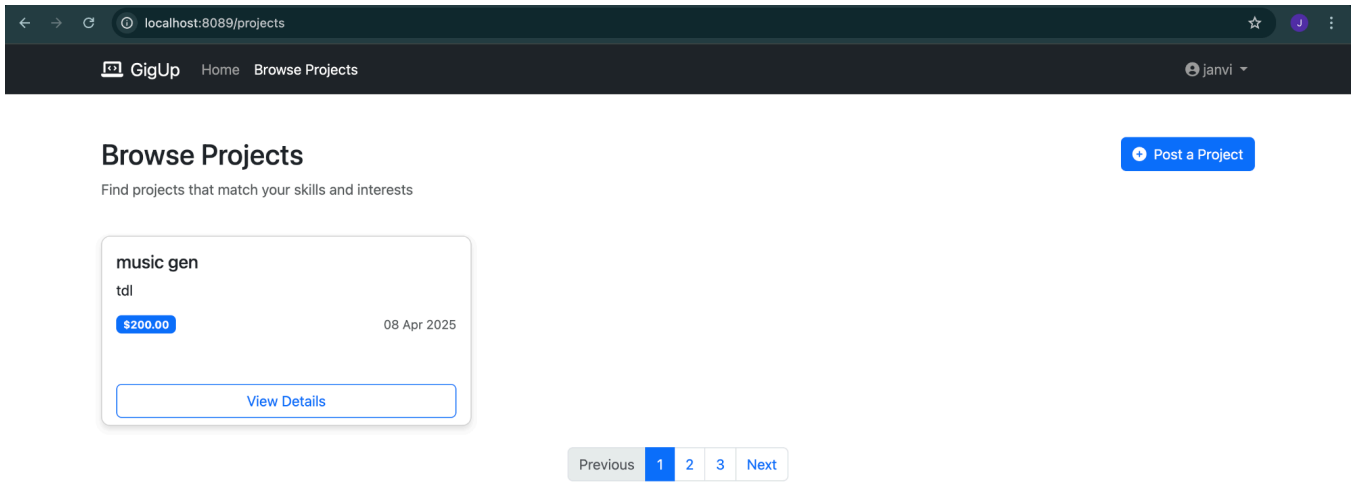 localhost:8089/projects
J
GigUp Home Browse Projects janvi
Browse Projects
Post a Project
Find projects that match your skills and interests
music gen
tdl
$200.00 08 Apr 2025
View Details
Previous 1 2 3 Next